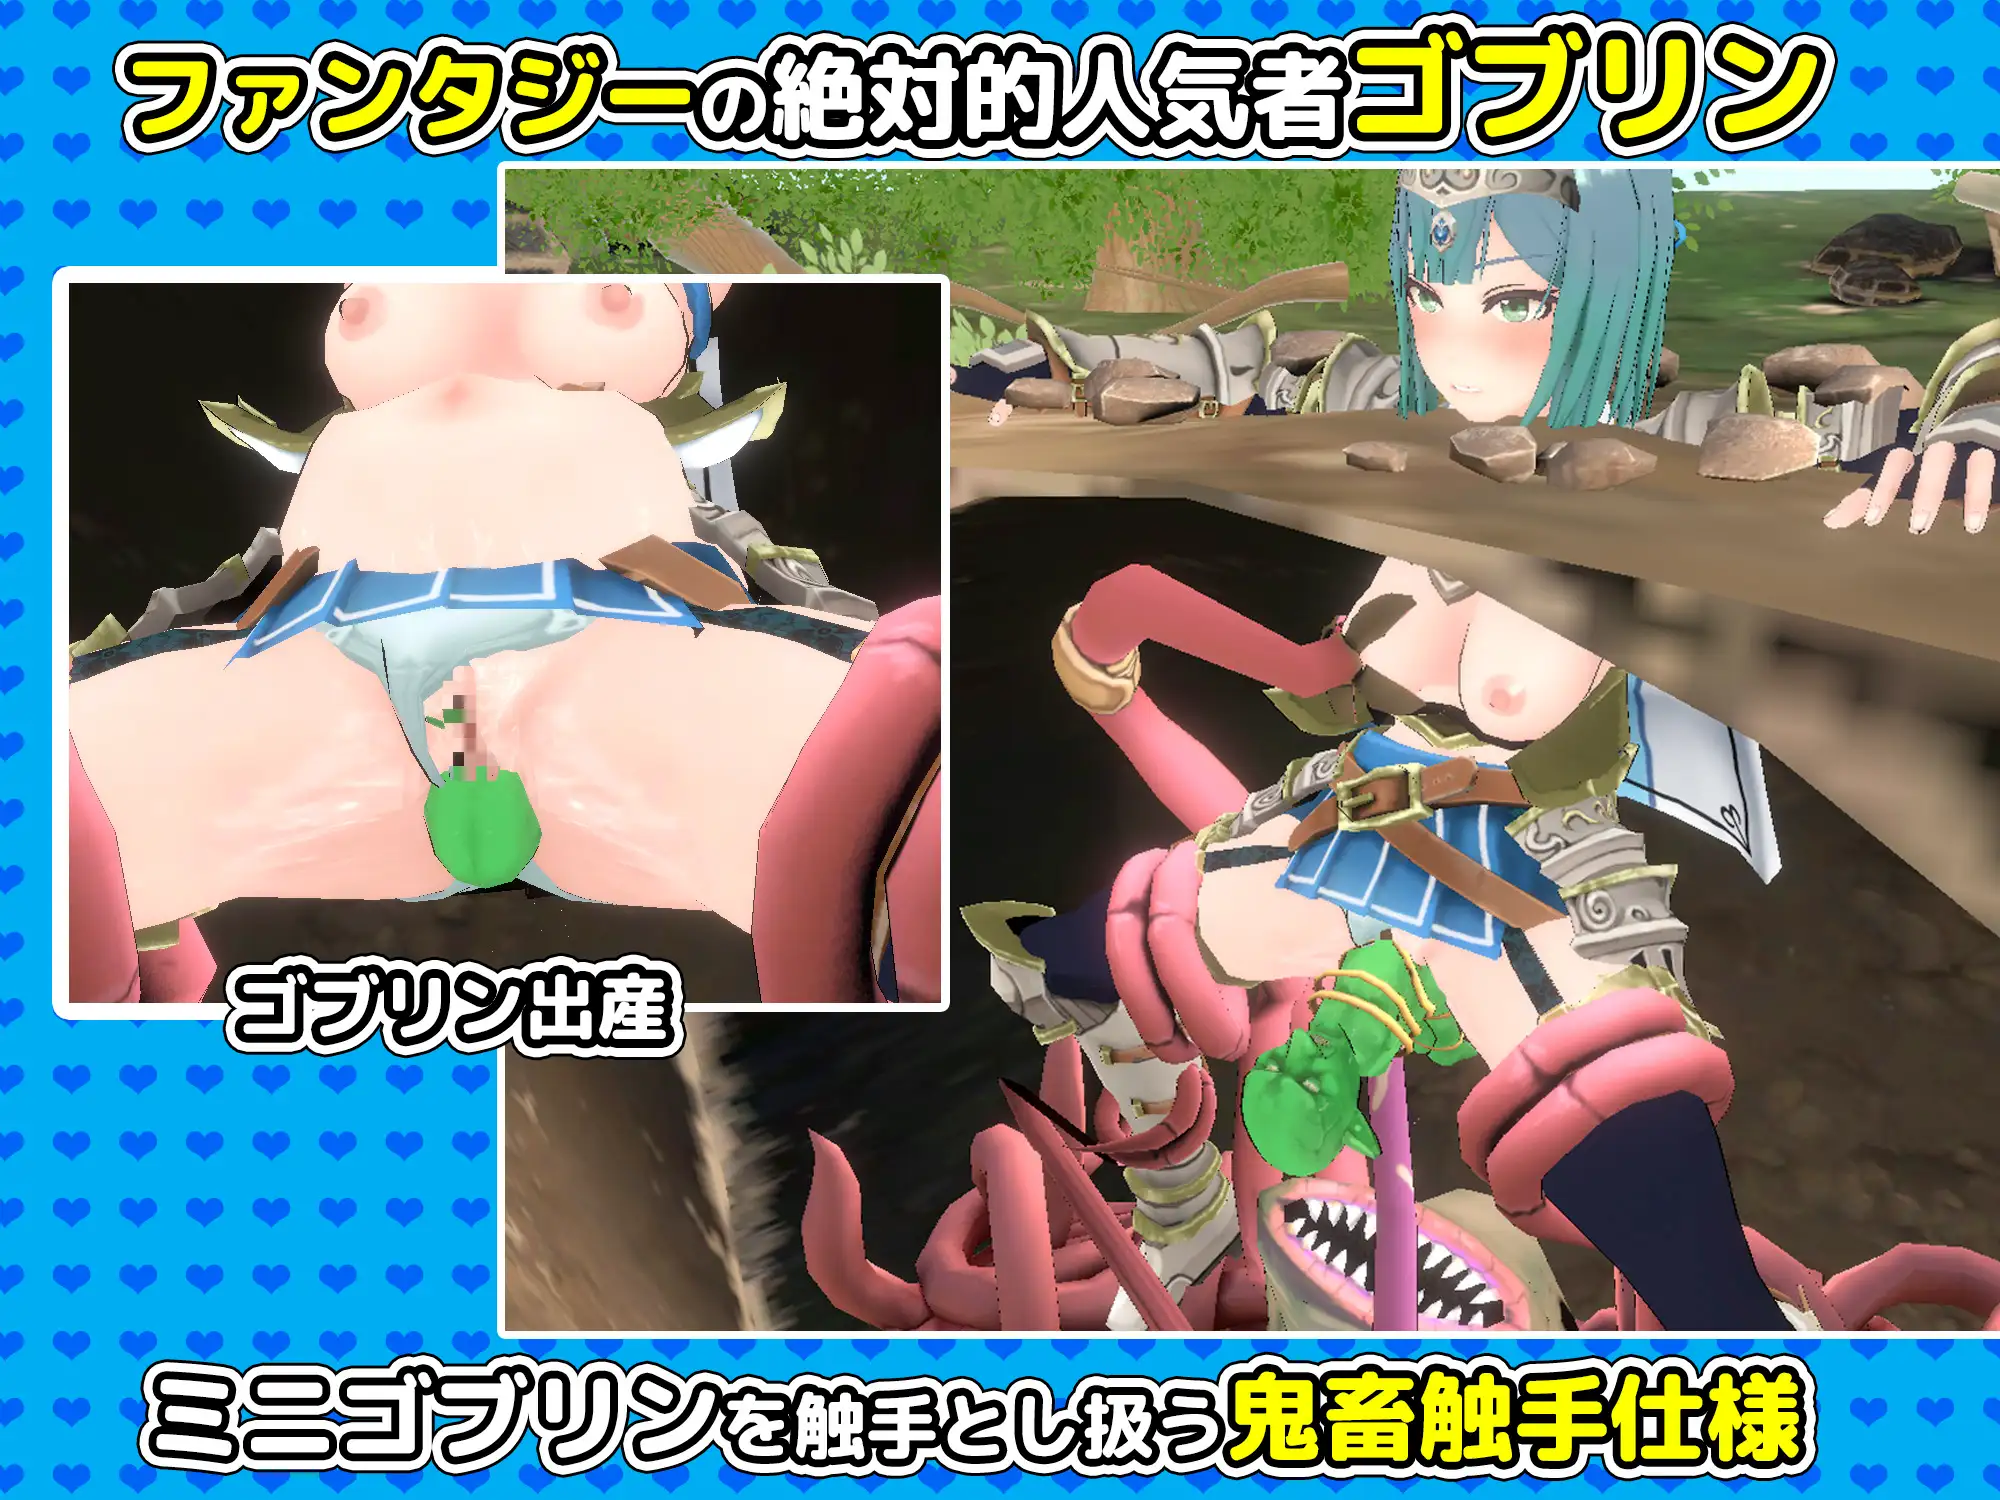 ファンタジーの絶対的人気者ゴブリン
ゴブリン出産
ミニゴブリンを触手とし扱う鬼畜触手仕様